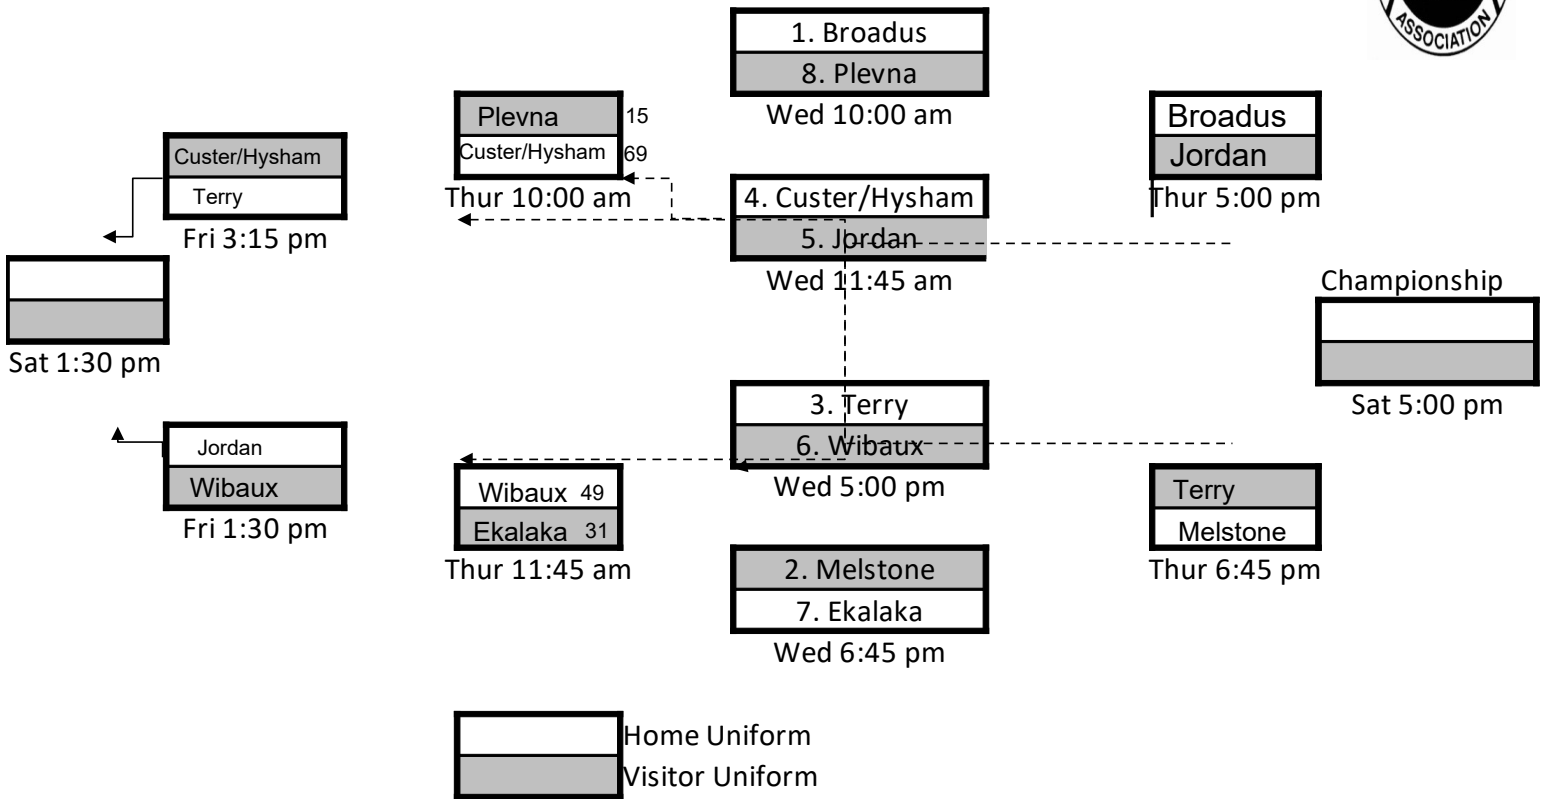 ASSOCIATION
1. Broadus
8. Plevna
Wed 10:00 am
Plevna 15
Custer/Hysham 69
Thur 10:00 am
Broadus
Jordan
Thur 5:00 pm
Custer/Hysham
Terry
Fri 3:15 pm
4. Custer/Hysham
5. Jordan
Wed 11:45 am
Sat 1:30 pm
Championship
Sat 5:00 pm
3. Terry
6. Wibaux
Wed 5:00 pm
Jordan
Wibaux
Fri 1:30 pm
Wibaux 49
Ekalaka 31
Thur 11:45 am
Terry
Melstone
Thur 6:45 pm
2. Melstone
7. Ekalaka
Wed 6:45 pm
Home Uniform
Visitor Uniform